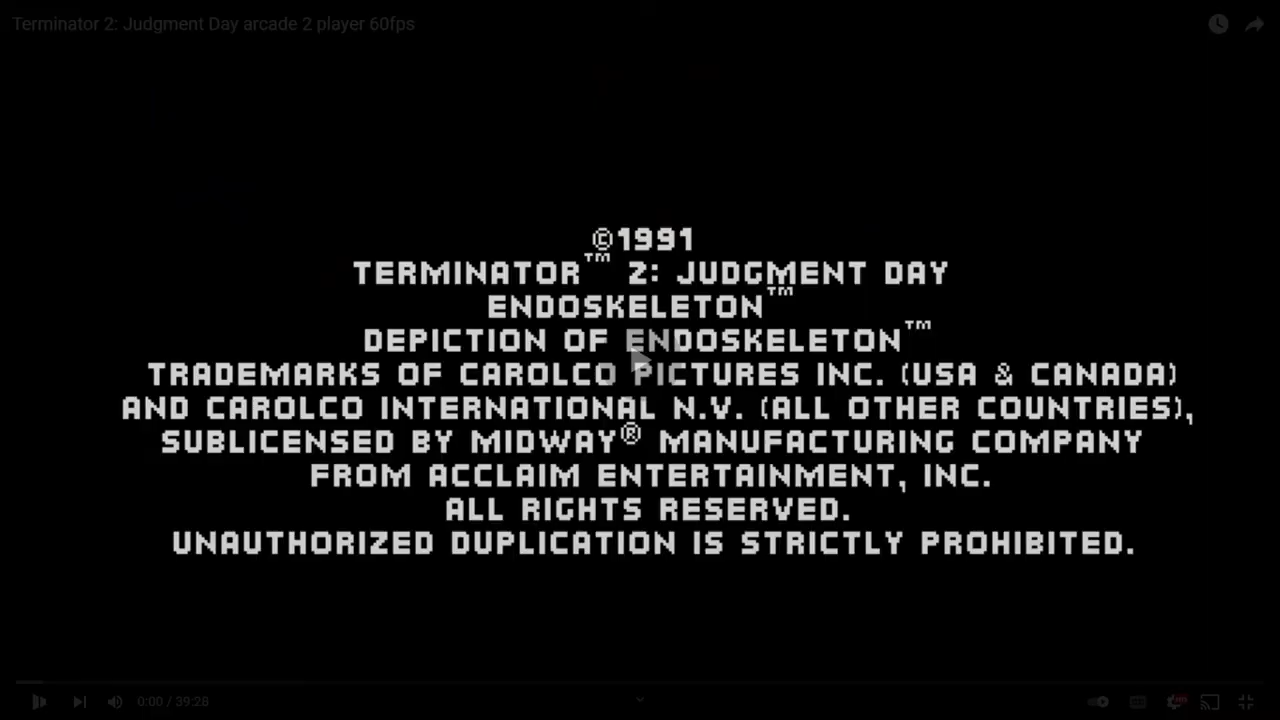 Terminator 2: Judgment Day arcade 2 player 60fps
©1991
TERMINATOR™ 2: JUDGMENT DAY
ENDOSKELETON™
DEPICTION OF ENDOSKELETON™
TRADEMARKS OF CAROLCO PICTURES INC. (USA & CANADA)
AND CAROLCO INTERNATIONAL N.V. (ALL OTHER COUNTRIES),
SUBLICENSED BY MIDWAY® MANUFACTURING COMPANY
FROM ACCLAIM ENTERTAINMENT, INC.
ALL RIGHTS RESERVED.
UNAUTHORIZED DUPLICATION IS STRICTLY PROHIBITED.
0:00 / 39:28